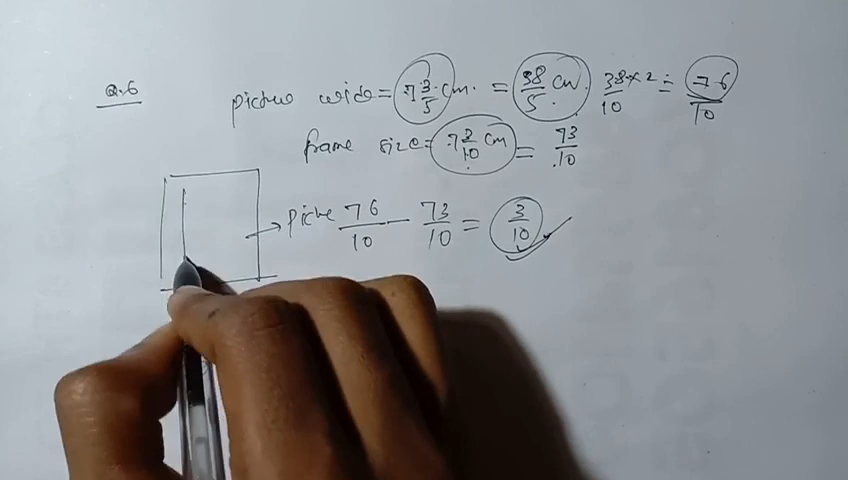 Q.6
picture wide = 7 3/5 cm. = 38/5 cm. 38×2/10 = 76/10
frame size = 7 3/10 cm = 73/10
→ Picture 76/10 - 73/10 = 3/10 ✓